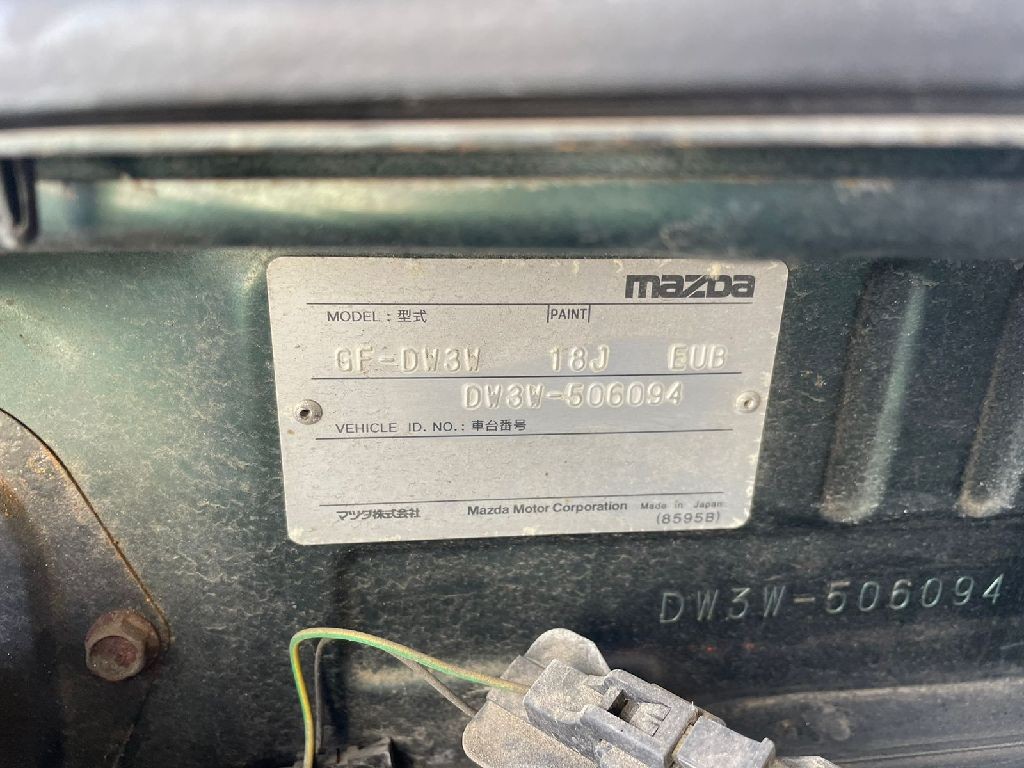 mazda
MODEL : 型式 PAINT
GF-DW3W 18J EUB
DW3W-506094
VEHICLE ID. NO. : 車台番号
マツダ株式会社 Mazda Motor Corporation Made in Japan
(8595B)
DW3W-506094